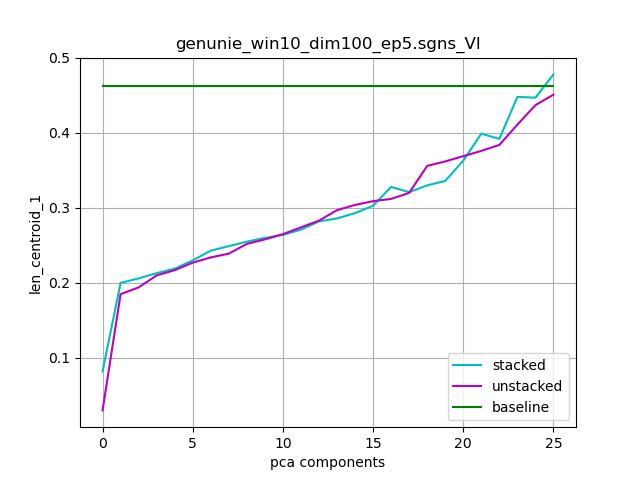 genunie_win10_dim100_ep5.sgns_VI
len_centroid_1
0.5
0.4
0.3
0.2
0.1
0 5 10 15 20 25
pca components
stacked
unstacked
baseline